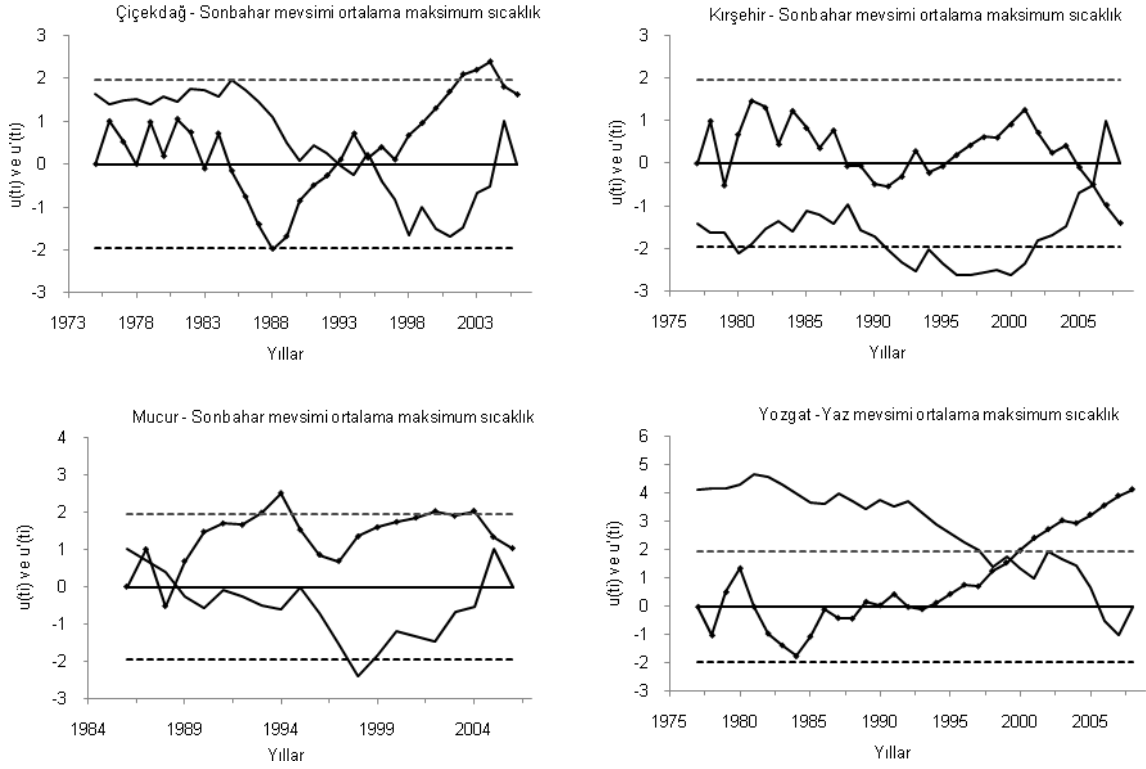 Çiçekdağ - Sonbahar mevsimi ortalama maksimum sıcaklık
3
2
1
0
-1
-2
-3
u(ti) ve u'(ti)
1973 1978 1983 1988 1993 1998 2003
Yıllar
Kırşehir - Sonbahar mevsimi ortalama maksimum sıcaklık
3
2
1
0
-1
-2
-3
u(ti) ve u'(ti)
1975 1980 1985 1990 1995 2000 2005
Yıllar
Mucur - Sonbahar mevsimi ortalama maksimum sıcaklık
4
3
2
1
0
-1
-2
-3
u(ti) ve u'(ti)
1984 1989 1994 1999 2004
Yıllar
Yozgat -Yaz mevsimi ortalama maksimum sıcaklık
6
5
4
3
2
1
0
-1
-2
-3
u(ti) ve u'(ti)
1975 1980 1985 1990 1995 2000 2005
Yıllar